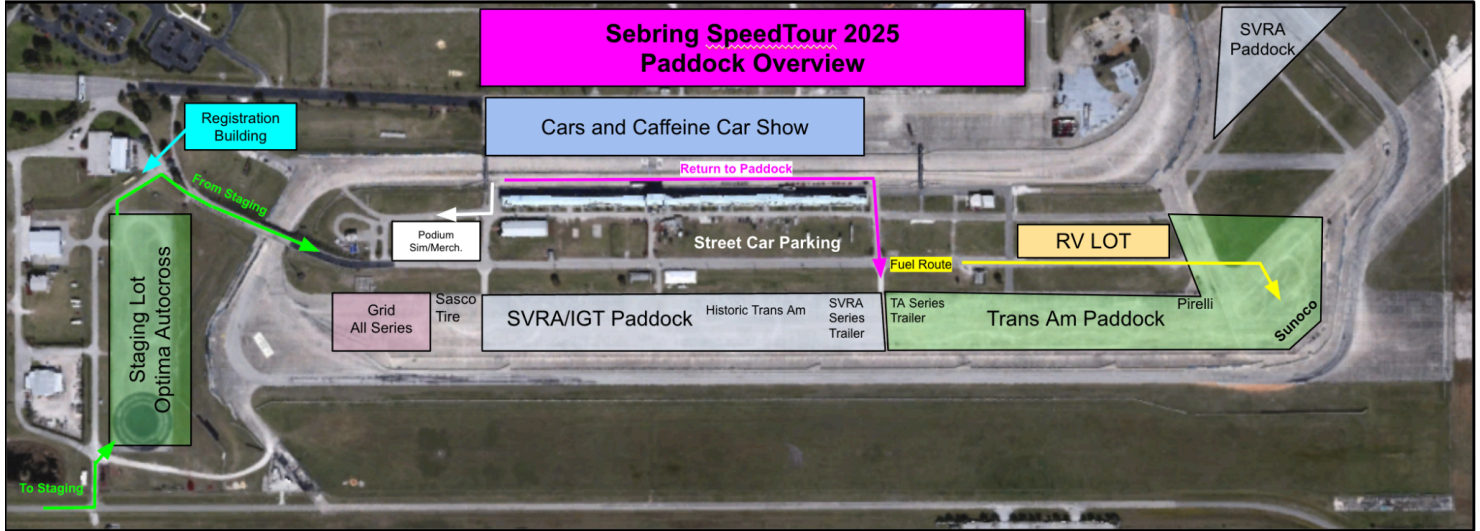 Sebring SpeedTour 2025
Paddock Overview
SVRA
Paddock
Registration
Building
Cars and Caffeine Car Show
Return to Paddock
From Staging
Podium
Sim/Merch.
Street Car Parking
RV LOT
Fuel Route
Staging Lot
Optima Autocross
Grid
All Series
Sasco
Tire
SVRA/IGT Paddock
Historic Trans Am
SVRA
Series
Trailer
TA Series
Trailer
Trans Am Paddock
Pirelli
Sunoco
To Staging